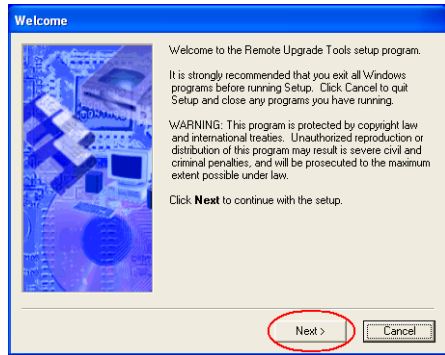 Welcome
Welcome to the Remote Upgrade Tools setup program.
It is strongly recommended that you exit all Windows
programs before running Setup. Click Cancel to quit
Setup and close any programs you have running.
WARNING: This program is protected by copyright law
and international treaties. Unauthorized reproduction or
distribution of this program may result is severe civil and
criminal penalties, and will be prosecuted to the maximum
extent possible under law.
Click Next to continue with the setup.
Next >
Cancel